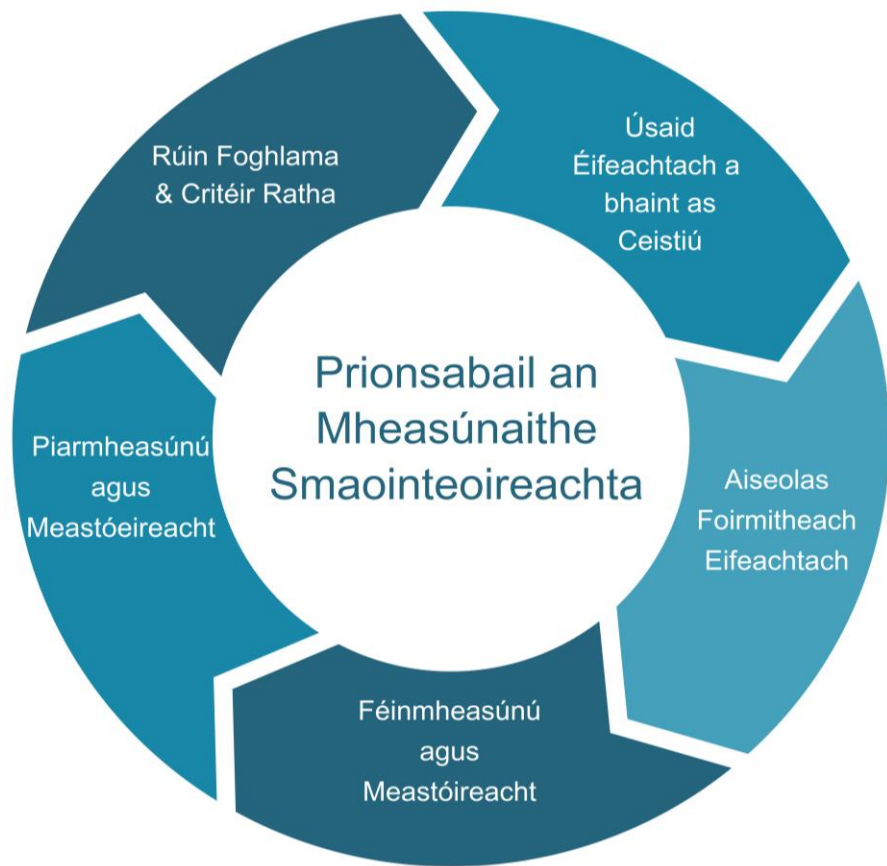 Rúin Foghlama
& Critéir Ratha
Úsaid
Éifeachtach a
bhaint as
Ceistiú
Aiseolas
Foirmitheach
Eifeachtach
Féinmheasúnú
agus
Meastóireacht
Piarmheasúnú
agus
Meastóeireacht
Prionsabail an
Mheasúnaithe
Smaointeoireachta